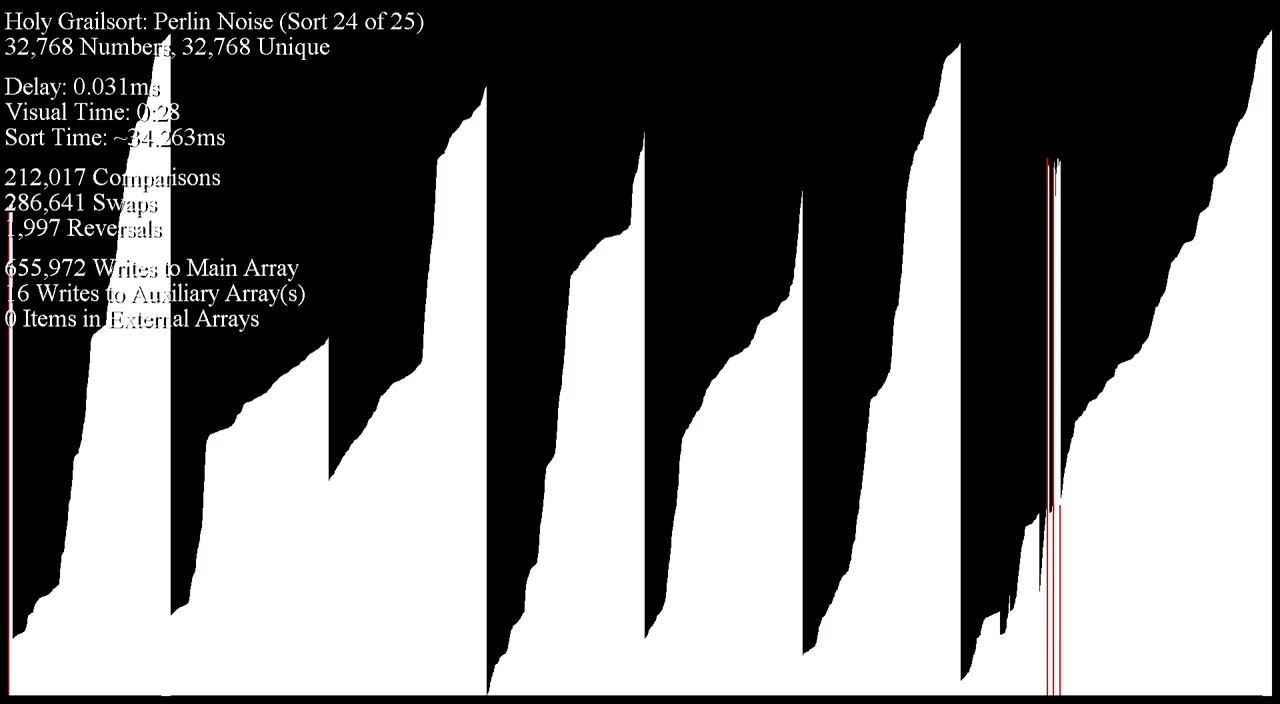 Holy Grailsort: Perlin Noise (Sort 24 of 25)
32,768 Numbers, 32,768 Unique
Delay: 0.031ms
Visual Time: 0:28
Sort Time: ~34,263ms
212,017 Comparisons
286,641 Swaps
1,997 Reversals
655,972 Writes to Main Array
16 Writes to Auxiliary Array(s)
0 Items in External Arrays